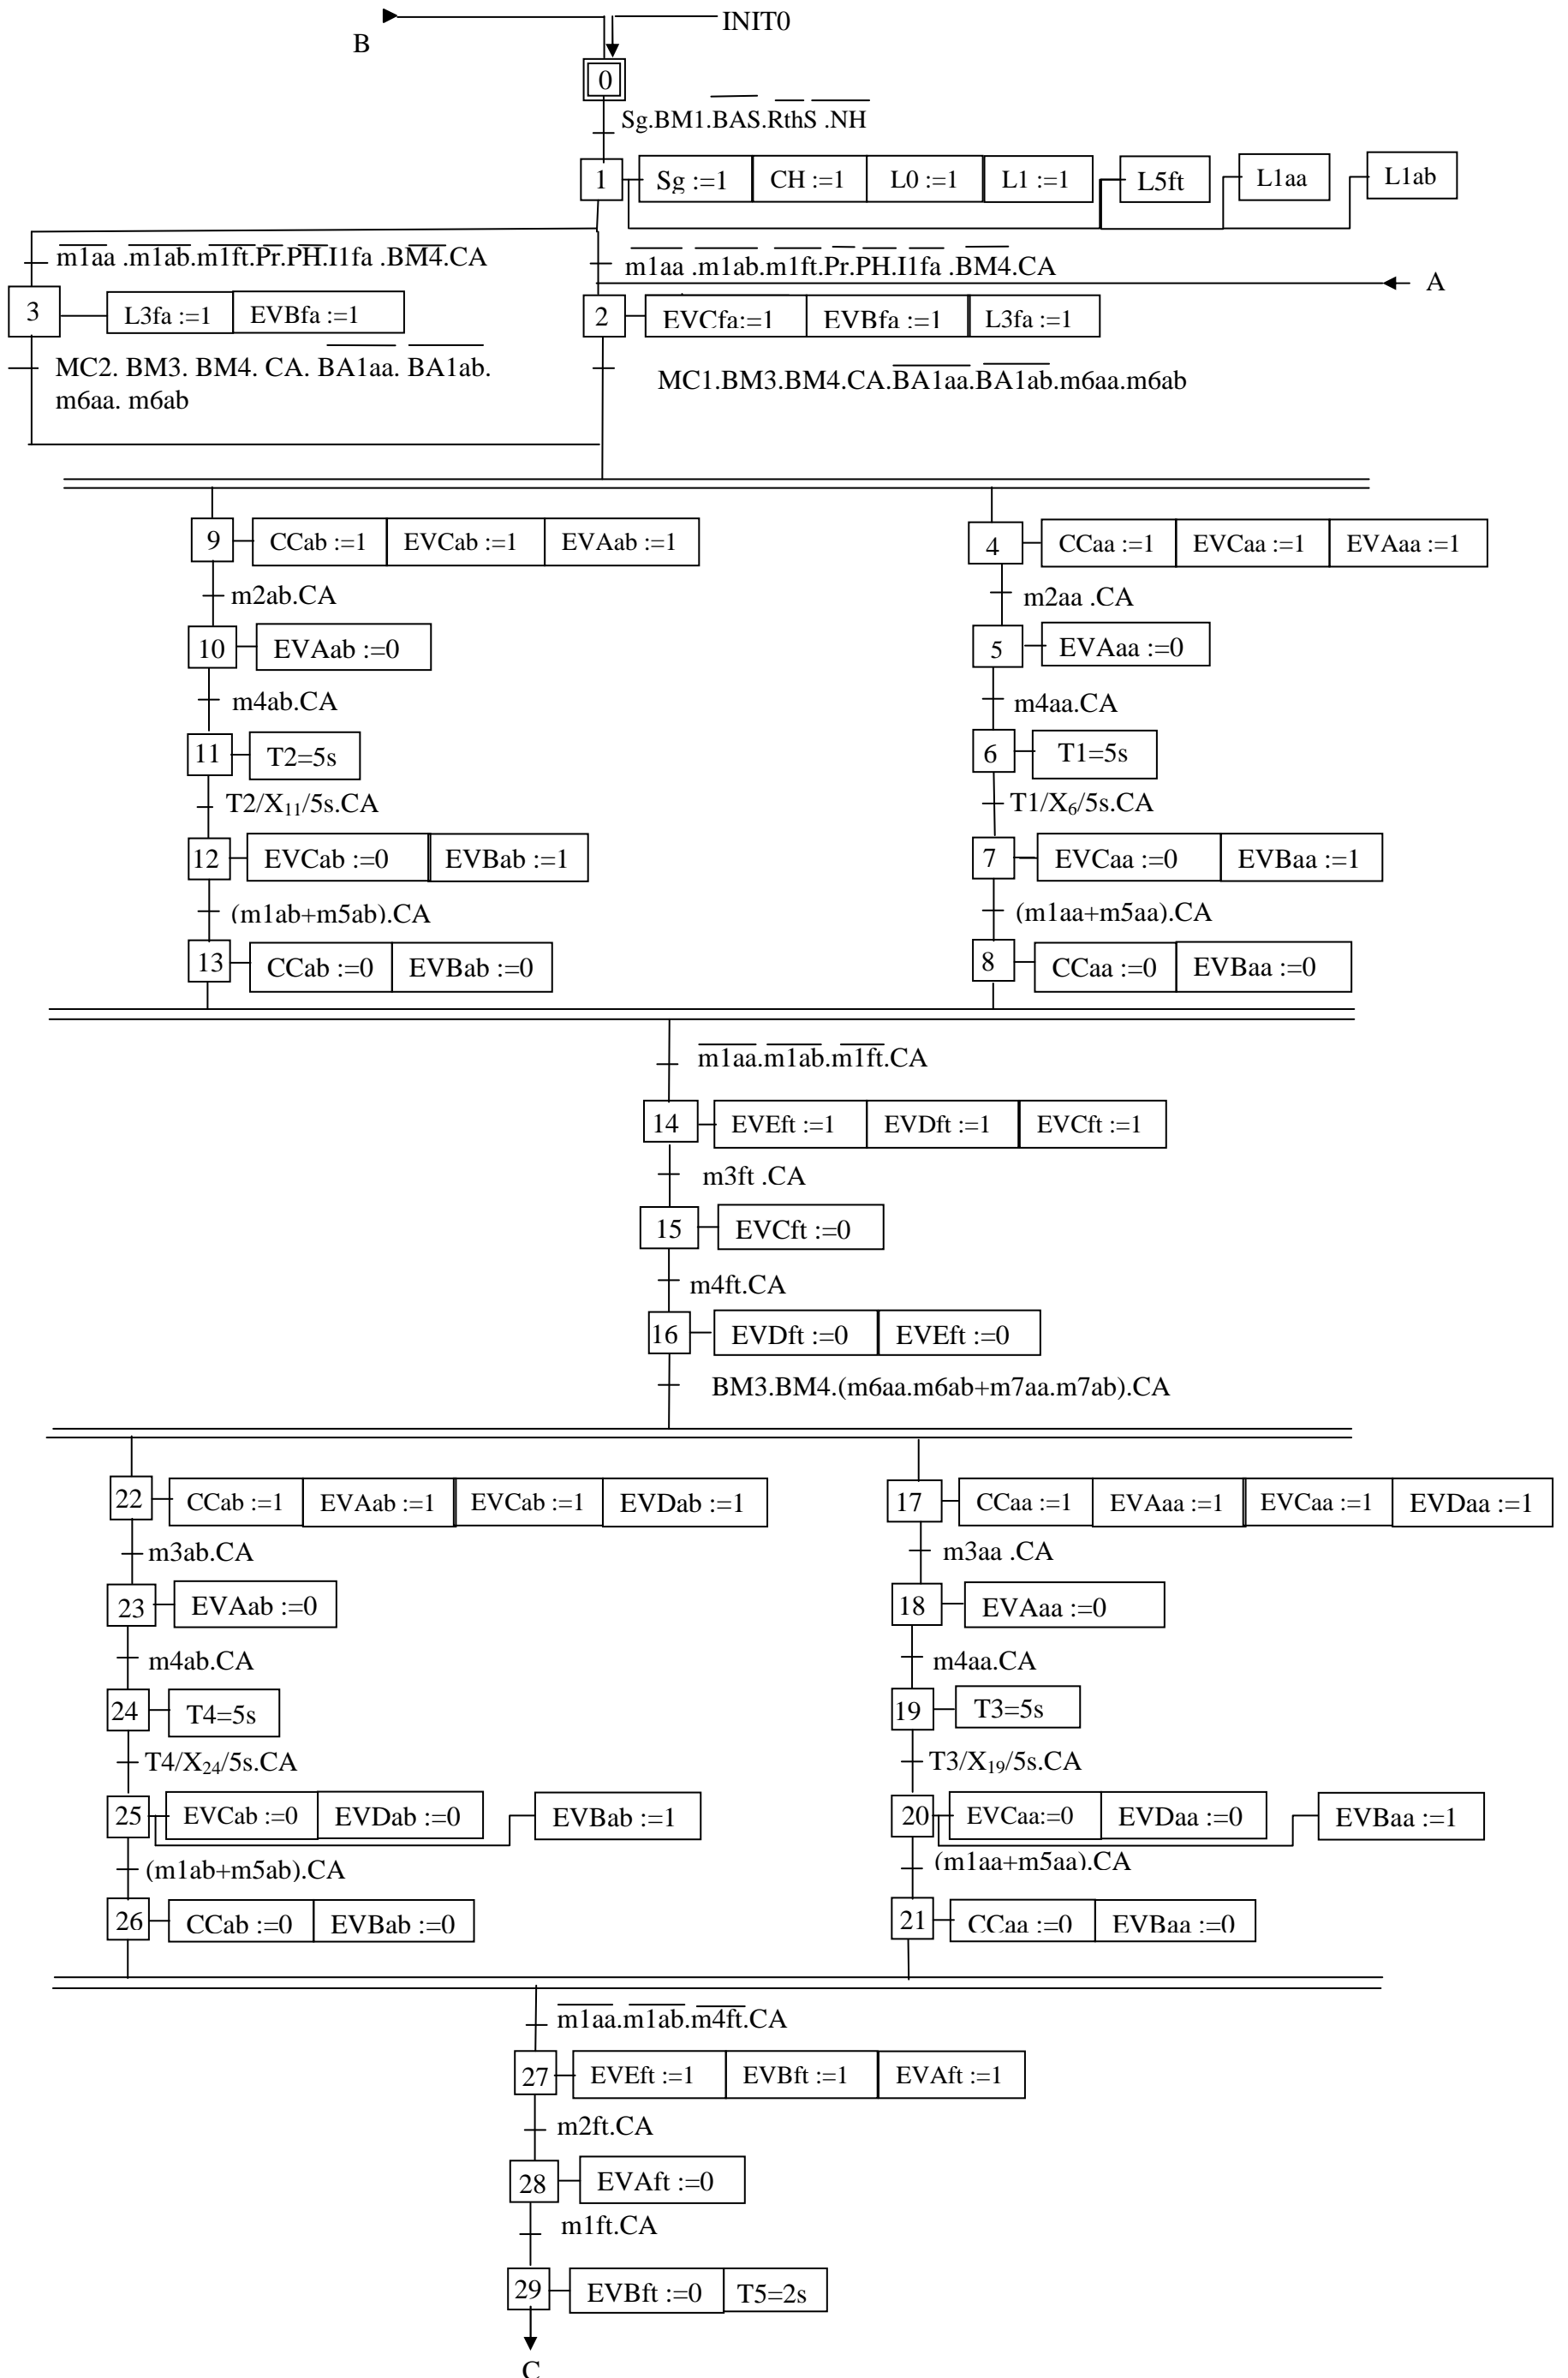 INIT0
B
0
Sg.BM1.BAS.RthS .NH
1 Sg :=1 CH :=1 L0 :=1 L1 :=1 L5ft L1aa L1ab
m1aa .m1ab.m1ft.Pr.PH.I1fa .BM4.CA m1aa .m1ab.m1ft.Pr.PH.I1fa .BM4.CA
A
3 L3fa :=1 EVBfa :=1 2 EVCfa:=1 EVBfa :=1 L3fa :=1
MC2. BM3. BM4. CA. BA1aa. BA1ab.
m6aa. m6ab
MC1.BM3.BM4.CA.BA1aa.BA1ab.m6aa.m6ab
9 CCab :=1 EVCab :=1 EVAab :=1 4 CCaa :=1 EVCaa :=1 EVAaa :=1
m2ab.CA m2aa .CA
10 EVAab :=0 5 EVAaa :=0
m4ab.CA m4aa.CA
11 T2=5s 6 T1=5s
T2/X11/5s.CA T1/X6/5s.CA
12 EVCab :=0 EVBab :=1 7 EVCaa :=0 EVBaa :=1
(m1ab+m5ab).CA (m1aa+m5aa).CA
13 CCab :=0 EVBab :=0 8 CCaa :=0 EVBaa :=0
m1aa.m1ab.m1ft.CA
14 EVEft :=1 EVDft :=1 EVCft :=1
m3ft .CA
15 EVCft :=0
m4ft.CA
16 EVDft :=0 EVEft :=0
BM3.BM4.(m6aa.m6ab+m7aa.m7ab).CA
22 CCab :=1 EVAab :=1 EVCab :=1 EVDab :=1 17 CCaa :=1 EVAaa :=1 EVCaa :=1 EVDaa :=1
m3ab.CA m3aa .CA
23 EVAab :=0 18 EVAaa :=0
m4ab.CA m4aa.CA
24 T4=5s 19 T3=5s
T4/X24/5s.CA T3/X19/5s.CA
25 EVCab :=0 EVDab :=0 EVBab :=1 20 EVCaa:=0 EVDaa :=0 EVBaa :=1
(m1ab+m5ab).CA (m1aa+m5aa).CA
26 CCab :=0 EVBab :=0 21 CCaa :=0 EVBaa :=0
m1aa.m1ab.m4ft.CA
27 EVEft :=1 EVBft :=1 EVAft :=1
m2ft.CA
28 EVAft :=0
m1ft.CA
29 EVBft :=0 T5=2s
C